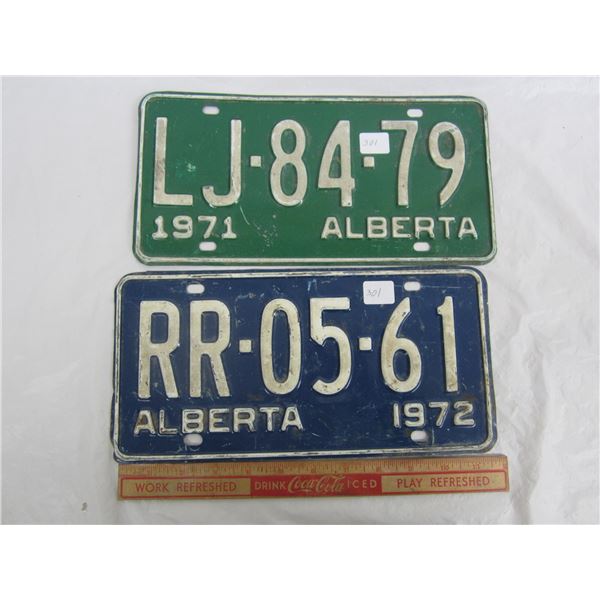 LJ·84·79
301
1971 ALBERTA
301
RR·05·61
ALBERTA 1972
WORK REFRESHED DRINK Coca-Cola ICED PLAY REFRESHED